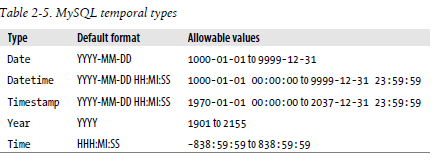 Table 2-5. MySQL temporal types
Type Default format Allowable values
Date YYYY-MM-DD 1000-01-01 to 9999-12-31
Datetime YYYY-MM-DD HH:MI:SS 1000-01-01 00:00:00 to 9999-12-31 23:59:59
Timestamp YYYY-MM-DD HH:MI:SS 1970-01-01 00:00:00 to 2037-12-31 23:59:59
Year YYYY 1901 to 2155
Time HHH:MI:SS -838:59:59 to 838:59:59